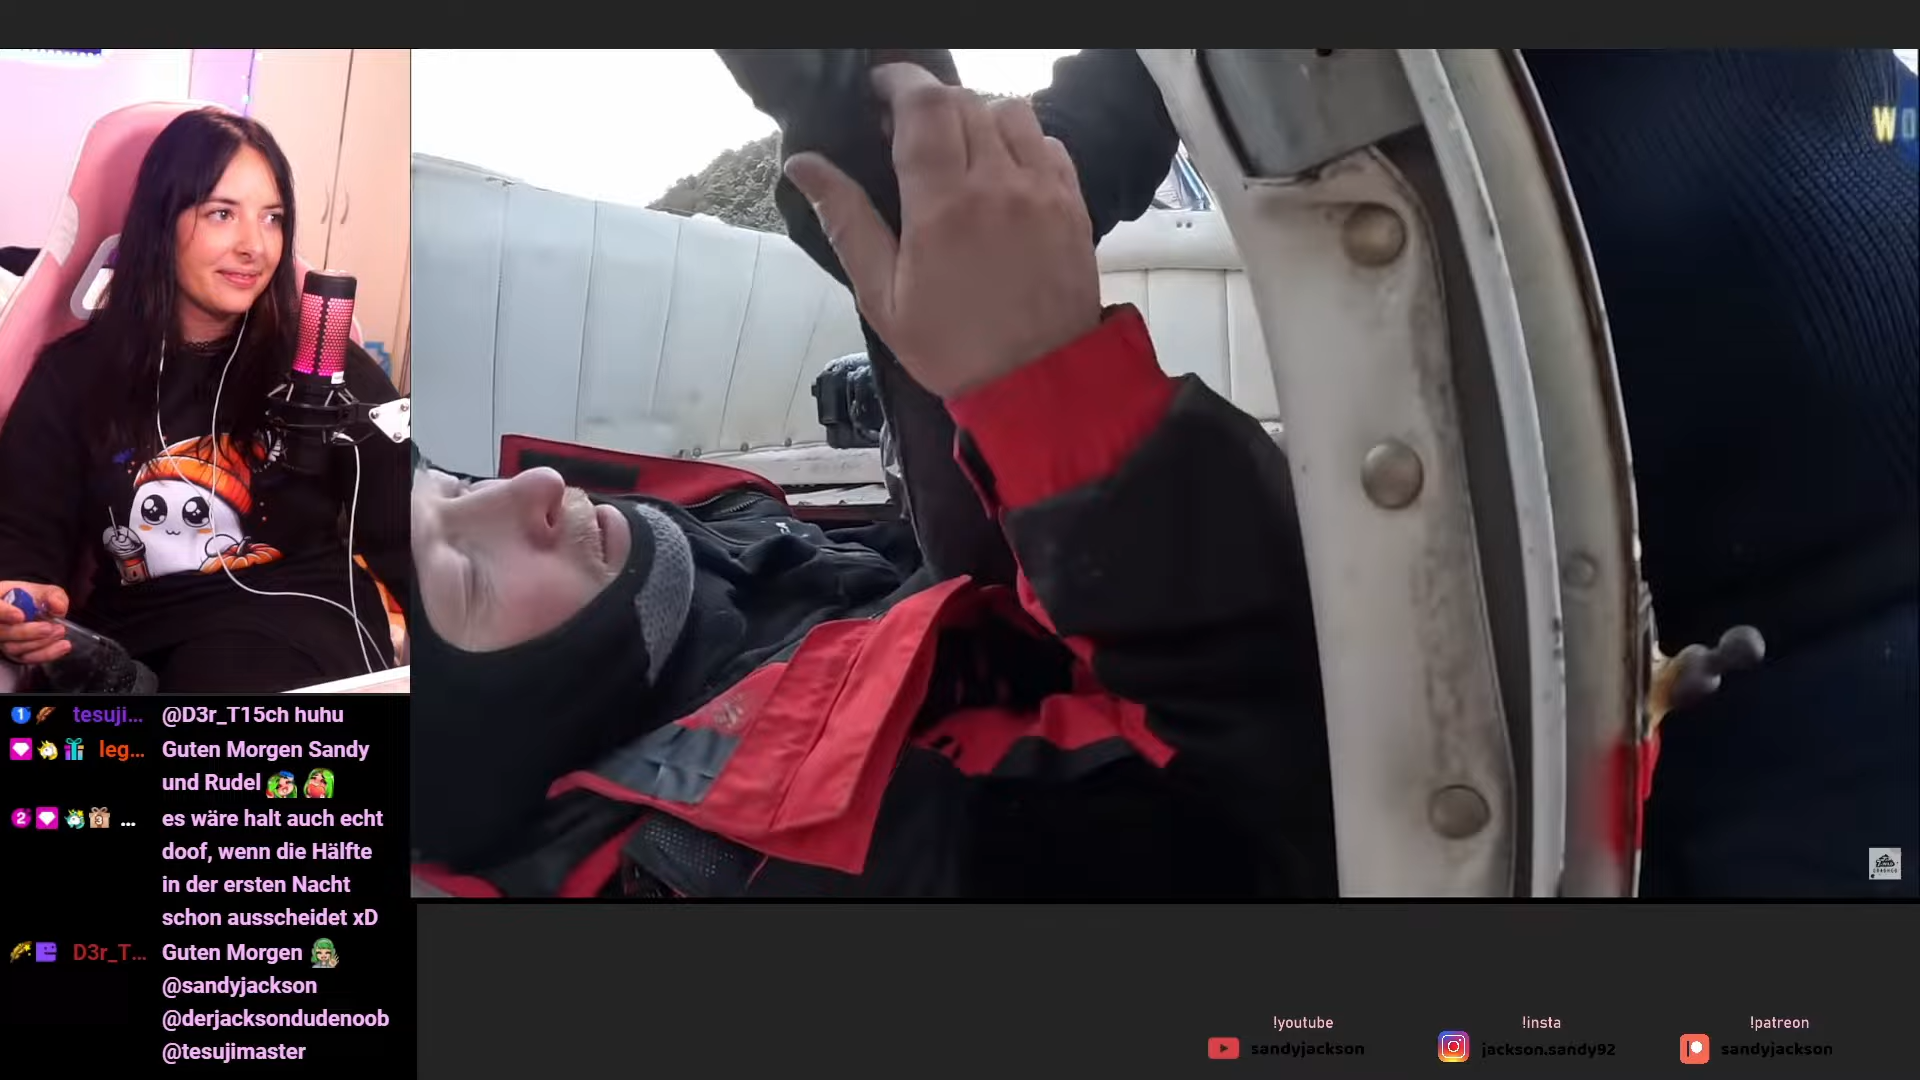 WO
tesuji... @D3r_T15ch huhu
leg... Guten Morgen Sandy
und Rudel
es wäre halt auch echt
doof, wenn die Hälfte
in der ersten Nacht
schon ausscheidet xD
D3r_T... Guten Morgen
@sandyjackson
@derjacksondudenoob
@tesujimaster
!youtube
sandyjackson
!insta
jackson.sandy92
!patreon
sandyjackson